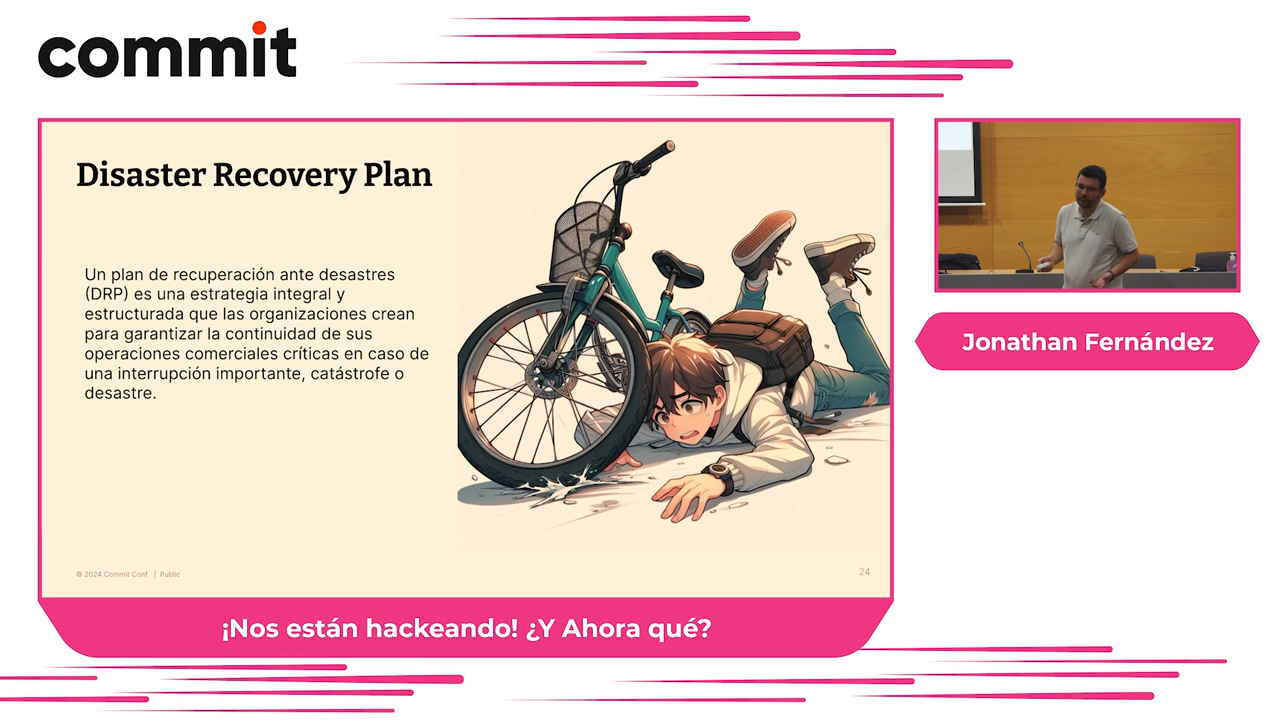 commit
Disaster Recovery Plan
Un plan de recuperación ante desastres
(DRP) es una estrategia integral y
estructurada que las organizaciones crean
para garantizar la continuidad de sus
operaciones comerciales críticas en caso de
una interrupción importante, catástrofe o
desastre.
© 2024 Commit Conf | Public
24
Jonathan Fernández
¡Nos están hackeando! ¿Y Ahora qué?